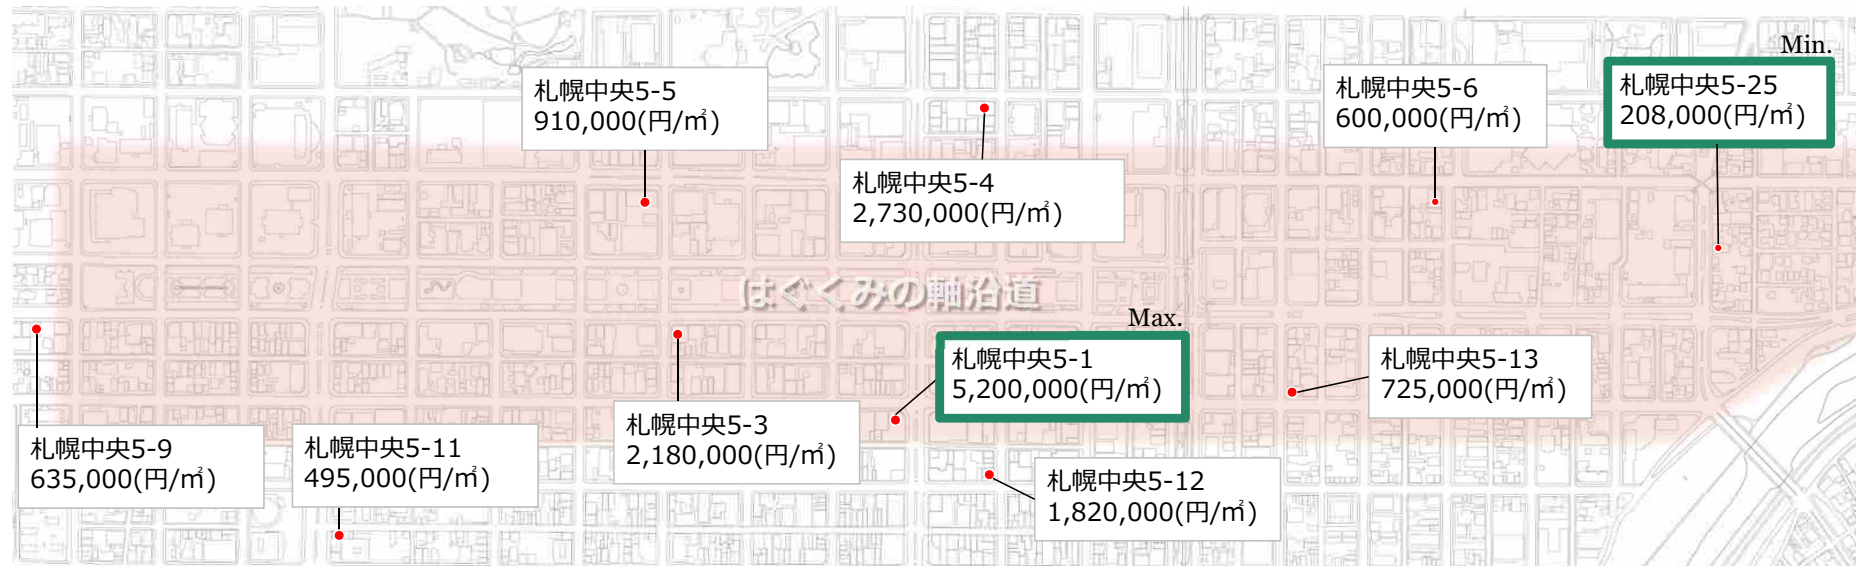 Min.
札幌中央5-5
910,000(円/㎡)
札幌中央5-6
600,000(円/㎡)
札幌中央5-25
208,000(円/㎡)
札幌中央5-4
2,730,000(円/㎡)
はぐくみの軸沿道
Max.
札幌中央5-1
5,200,000(円/㎡)
札幌中央5-13
725,000(円/㎡)
札幌中央5-3
2,180,000(円/㎡)
札幌中央5-9
635,000(円/㎡)
札幌中央5-11
495,000(円/㎡)
札幌中央5-12
1,820,000(円/㎡)